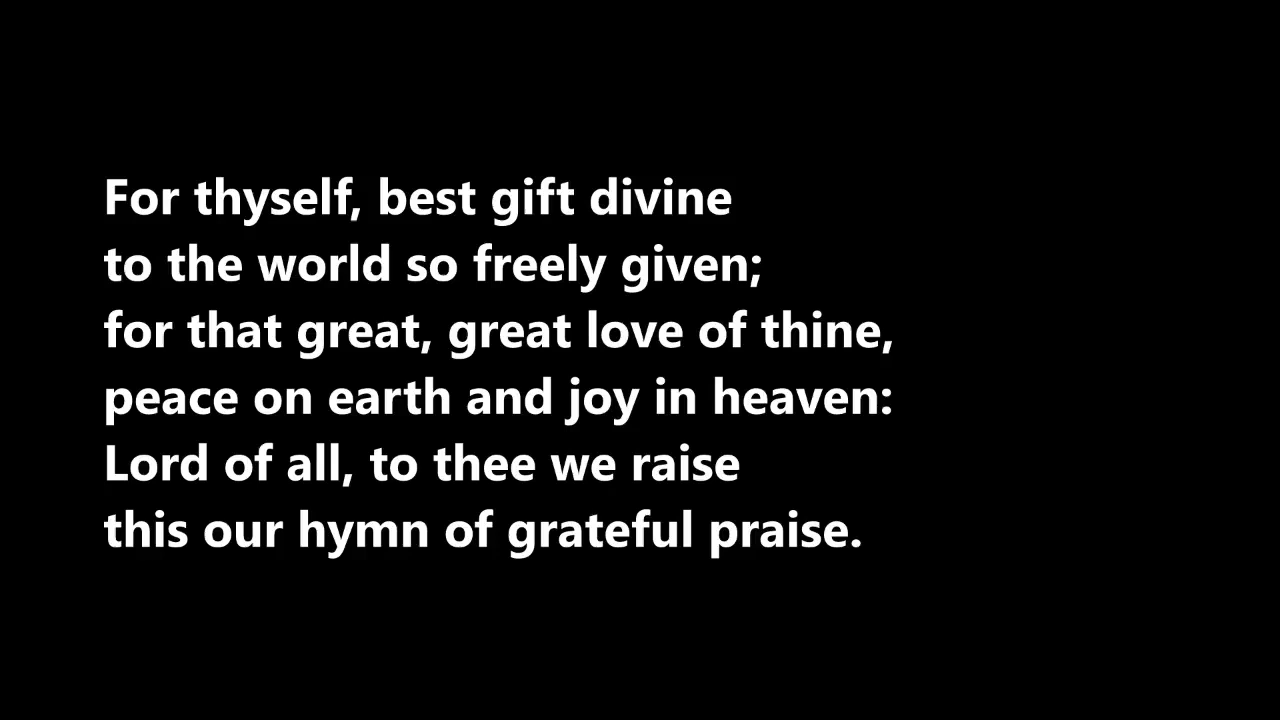 For thyself, best gift divine
to the world so freely given;
for that great, great love of thine,
peace on earth and joy in heaven:
Lord of all, to thee we raise
this our hymn of grateful praise.